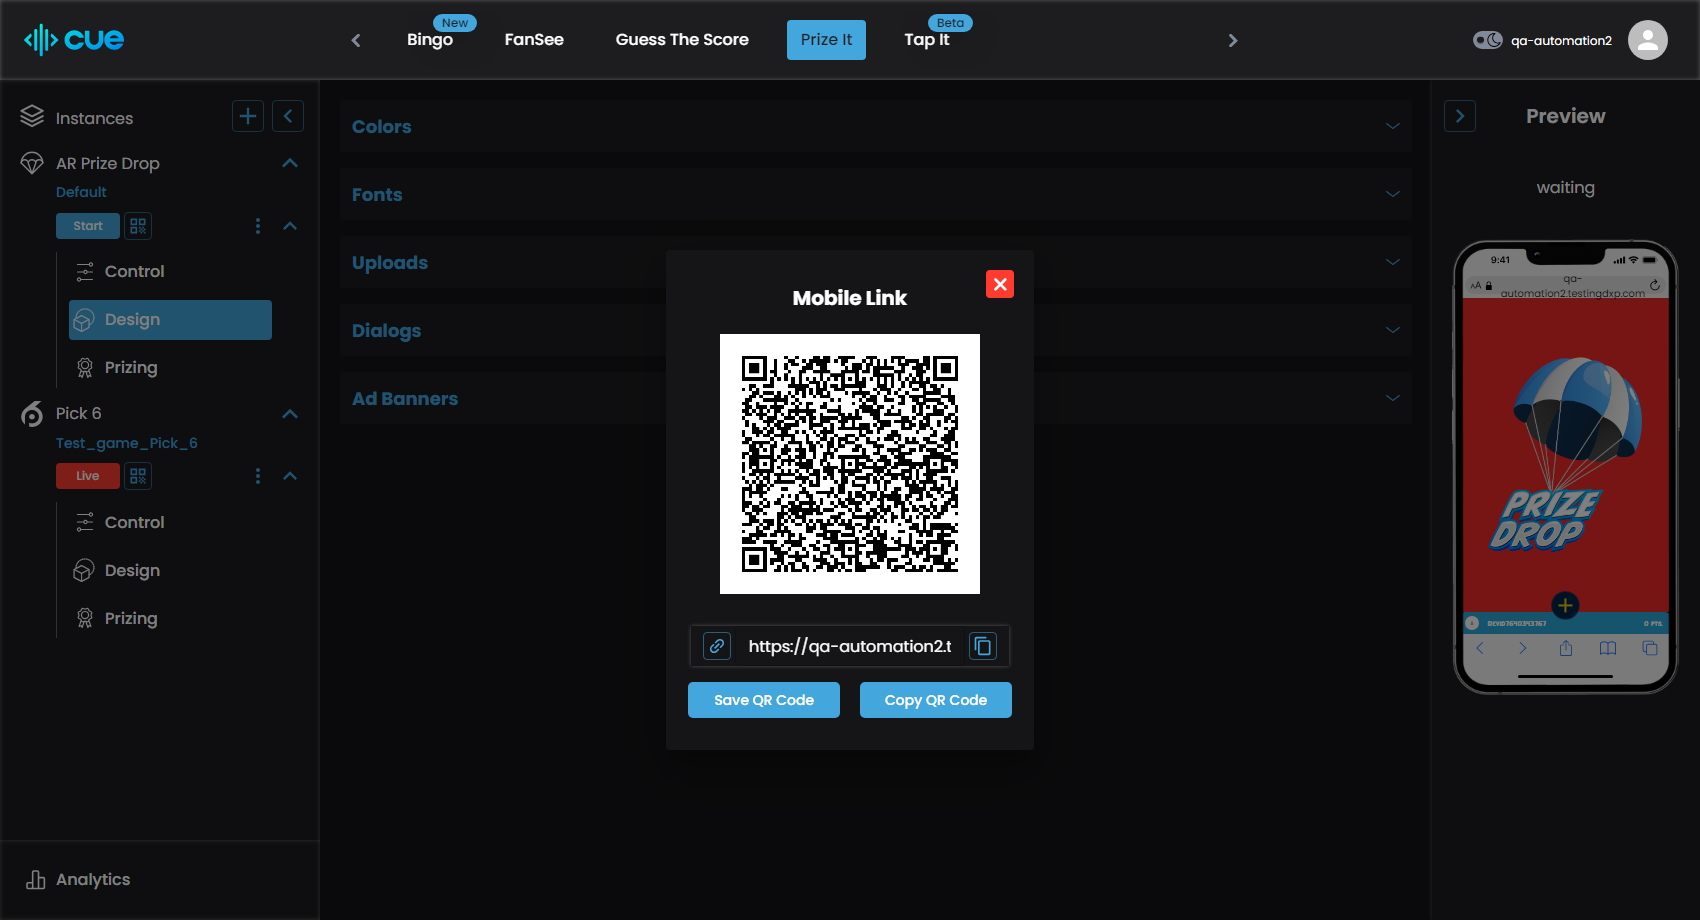 cue
Bingo
New
FanSee
Guess The Score
Prize It
Tap It
Beta
qa-automation2
Instances
AR Prize Drop
Default
Start
Control
Design
Prizing
Pick 6
Test_game_Pick_6
Live
Control
Design
Prizing
Analytics
Colors
Fonts
Uploads
Dialogs
Ad Banners
Mobile Link
https://qa-automation2.t
Save QR Code
Copy QR Code
Preview
waiting
9:41
AA
qa-
automation2.testingdxp.com
PRIZE
DROP
0 PTS.